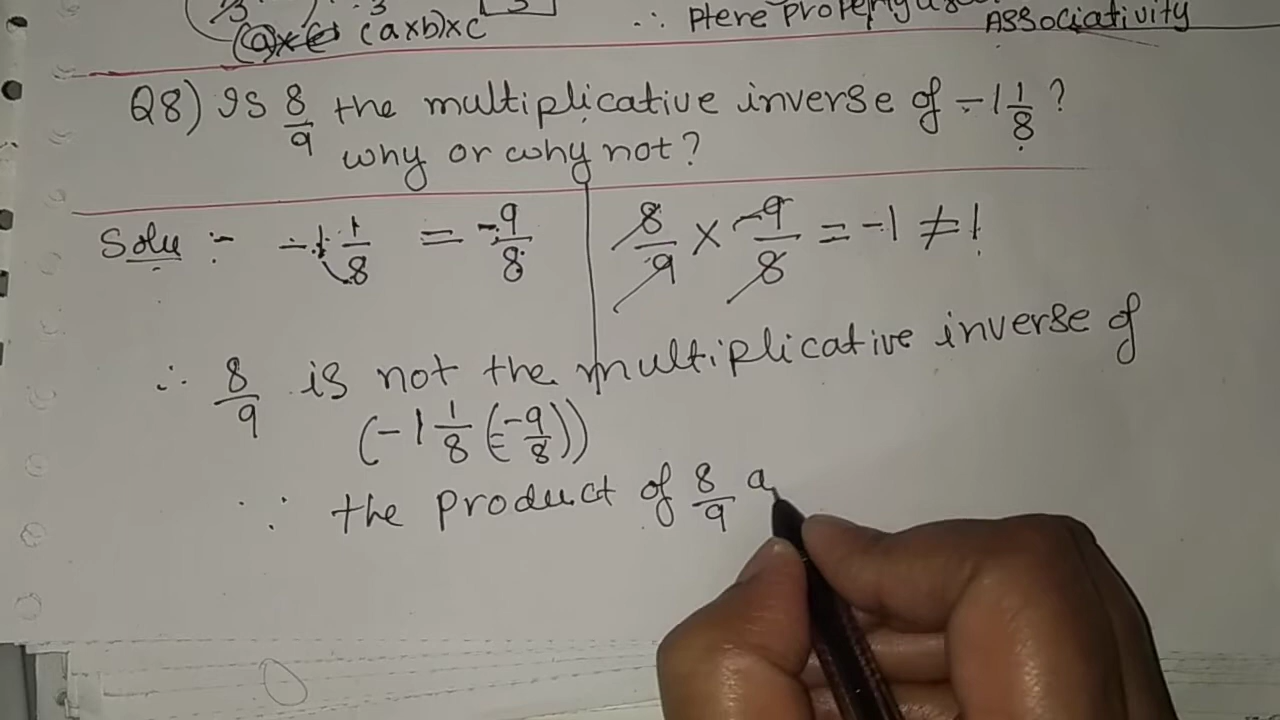 (a×b)×c
∴ Here Property
Associativity
Q8) Is 8/9 the multiplicative inverse of -1 1/8 ?
why or why not?
Solu :- -1 1/8 = -9/8
8/9 × -9/8 = -1 ≠ 1
∴ 8/9 is not the multiplicative inverse of
(-1 1/8 (= -9/8))
∵ the product of 8/9 a